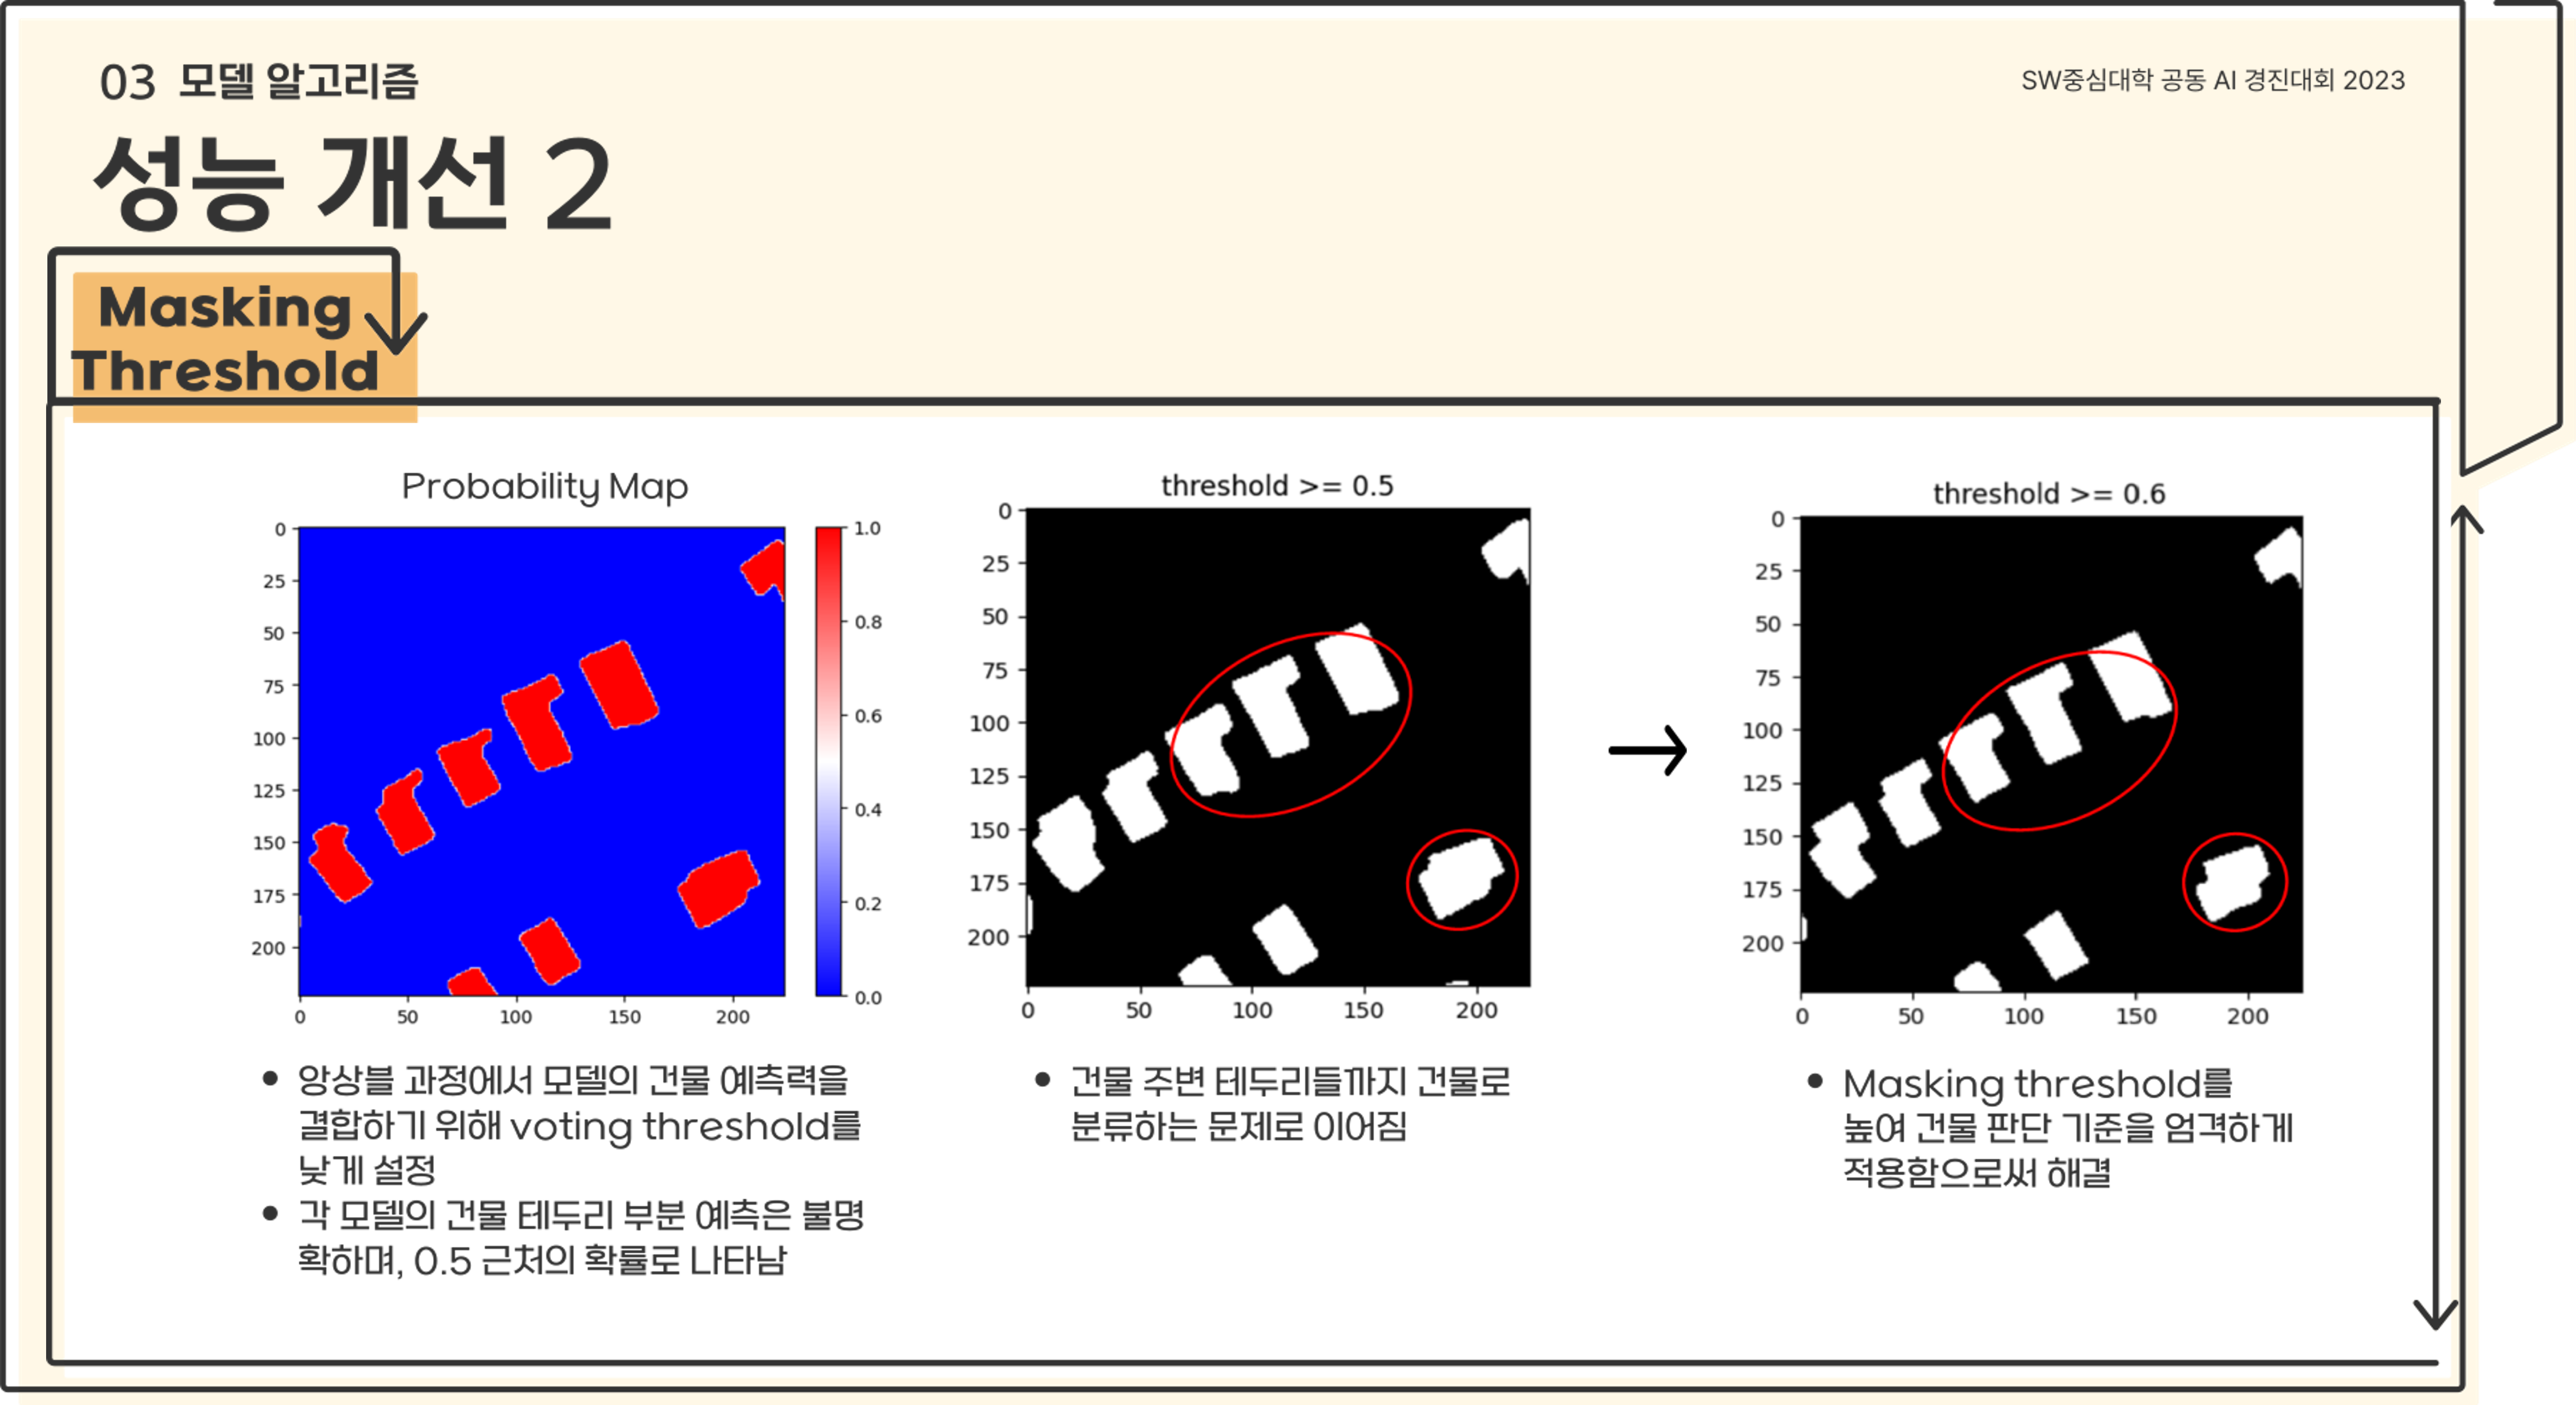 03 모델 알고리즘
SW중심대학 공동 AI 경진대회 2023
성능 개선 2
Masking
Threshold
Probability Map
0
25
50
75
100
125
150
175
200
0 50 100 150 200
1.0
0.8
0.6
0.4
0.2
0.0
threshold >= 0.5
0
25
50
75
100
125
150
175
200
0 50 100 150 200
threshold >= 0.6
0
25
50
75
100
125
150
175
200
0 50 100 150 200
• 앙상블 과정에서 모델의 건물 예측력을
결합하기 위해 voting threshold를
낮게 설정
• 각 모델의 건물 테두리 부분 예측은 불명
확하며, 0.5 근처의 확률로 나타남
• 건물 주변 테두리들까지 건물로
분류하는 문제로 이어짐
• Masking threshold를
높여 건물 판단 기준을 엄격하게
적용함으로써 해결